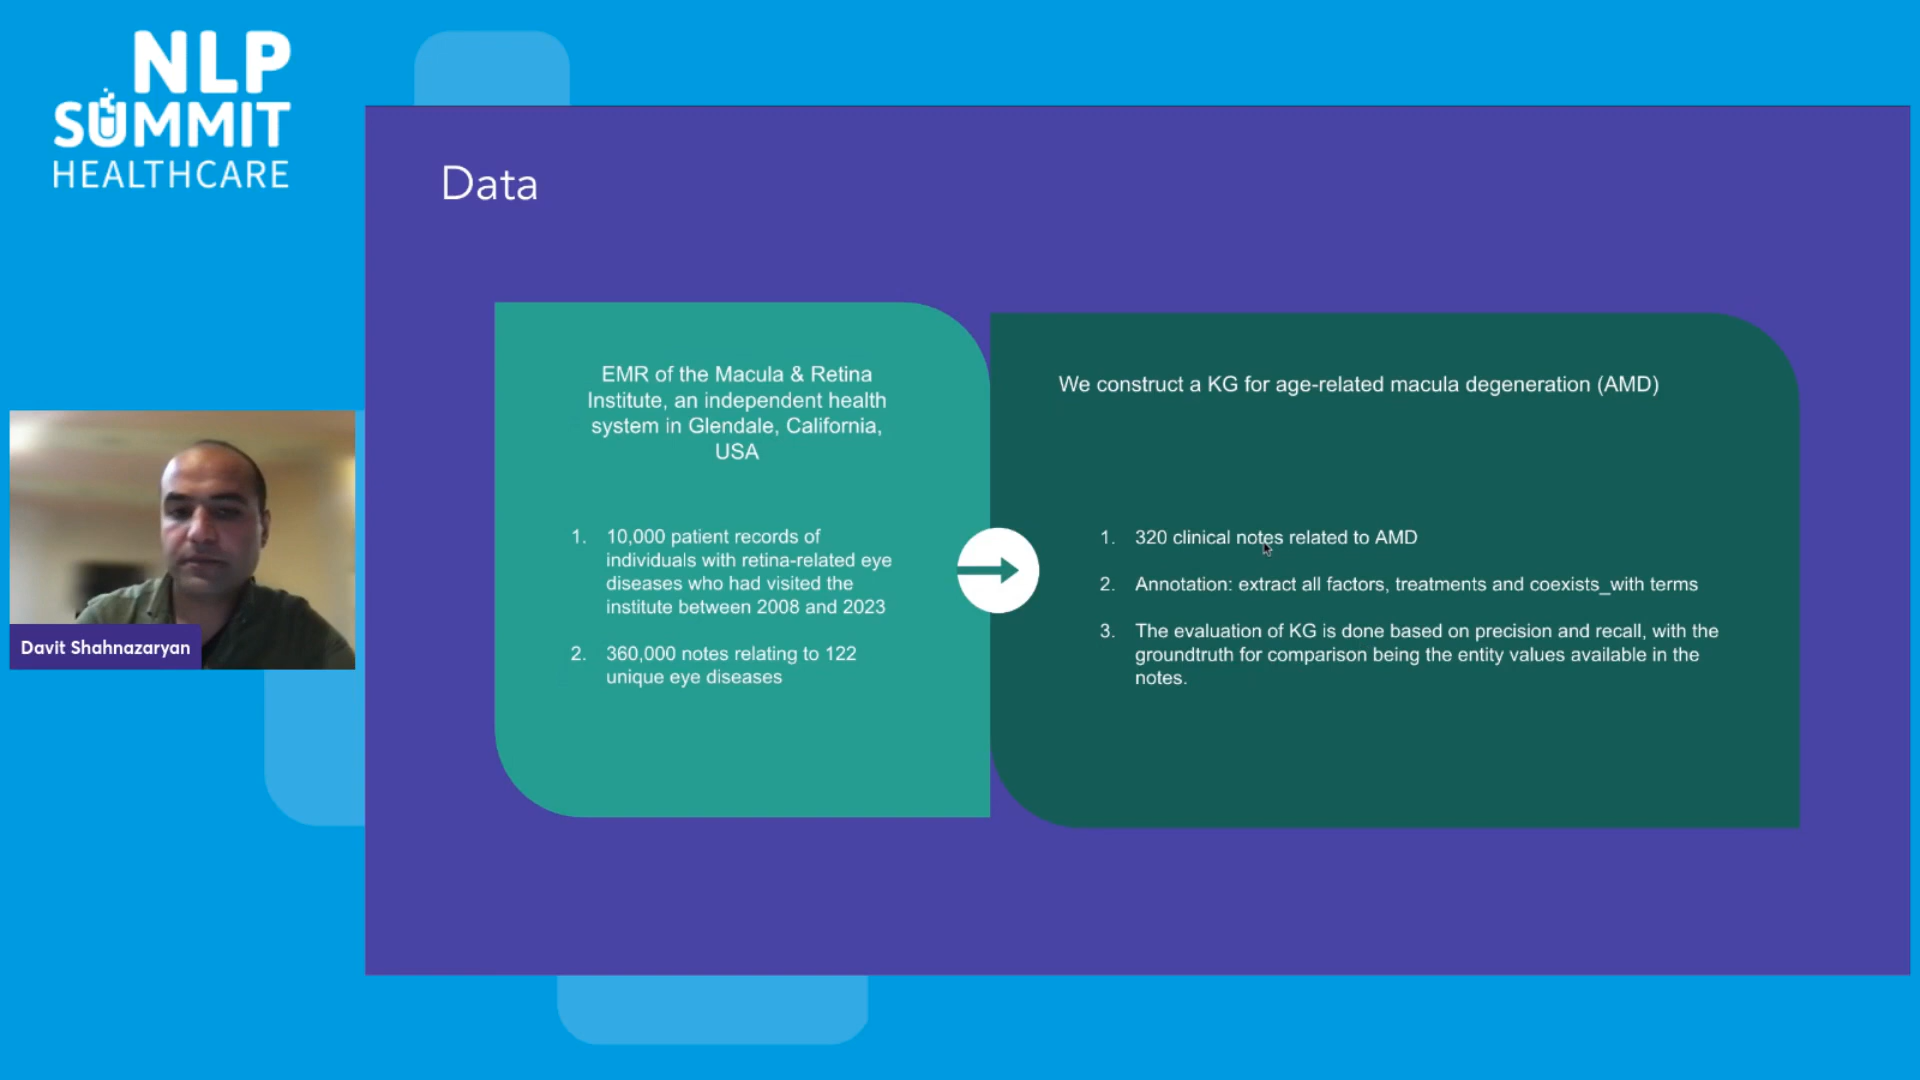 NLP
SUMMIT
HEALTHCARE
Data
EMR of the Macula & Retina
Institute, an independent health
system in Glendale, California,
USA
1. 10,000 patient records of
individuals with retina-related eye
diseases who had visited the
institute between 2008 and 2023
2. 360,000 notes relating to 122
unique eye diseases
We construct a KG for age-related macula degeneration (AMD)
1. 320 clinical notes related to AMD
2. Annotation: extract all factors, treatments and coexists_with terms
3. The evaluation of KG is done based on precision and recall, with the
groundtruth for comparison being the entity values available in the
notes.
Davit Shahnazaryan